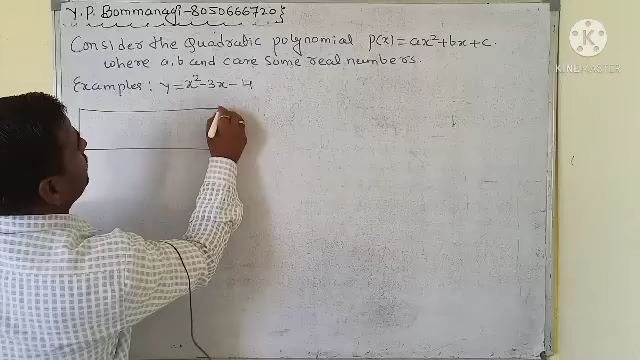 Y. P. Bommanagi-8050666720}
Consider the Quadratic polynomial P(x)=ax²+bx+c.
where a,b and c are some real numbers.
Examples: y=x²-3x-4
K
KINEMASTER